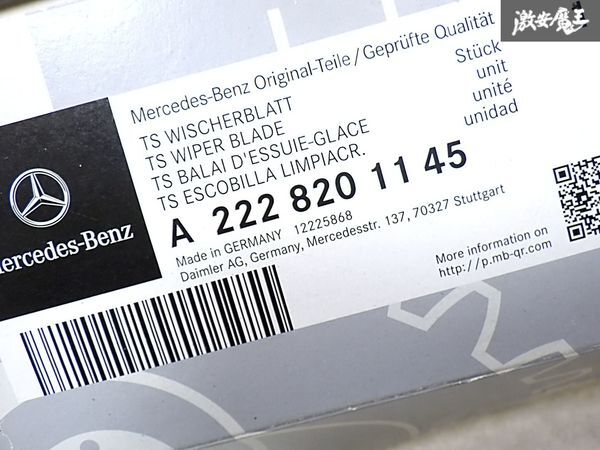 激安魔王
Mercedes-Benz Original-Teile/Geprüfte Qualität
TS WISCHERBLATT
TS WIPER BLADE
TS BALAI D'ESSUIE-GLACE
TS ESCOBILLA LIMPIACR.
Stück
unit
unité
unidad
A 222 820 11 45
Made in GERMANY 12225868
Daimler AG, Germany, Mercedesstr. 137, 70327 Stuttgart
More information on
http://p.mb-qr.com
Mercedes-Benz